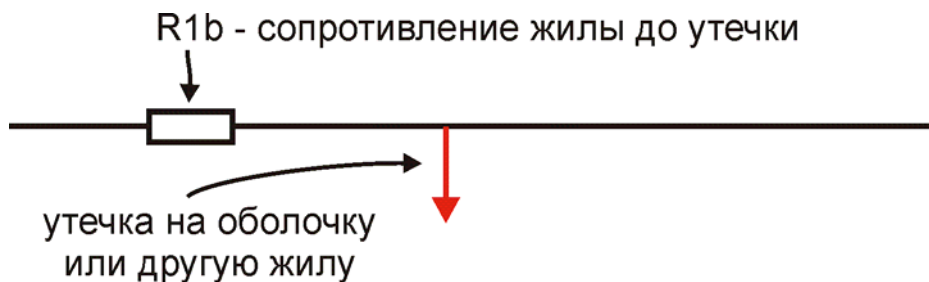 R1b - сопротивление жилы до утечки
утечка на оболочку
или другую жилу